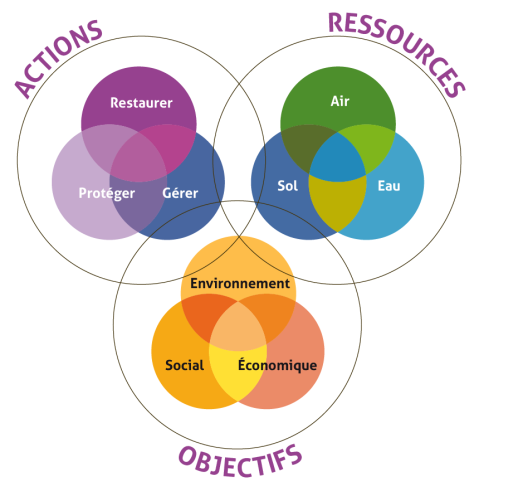 ACTIONS
Restaurer
Protéger
Gérer
RESSOURCES
Air
Sol
Eau
Environnement
Social
Économique
OBJECTIFS